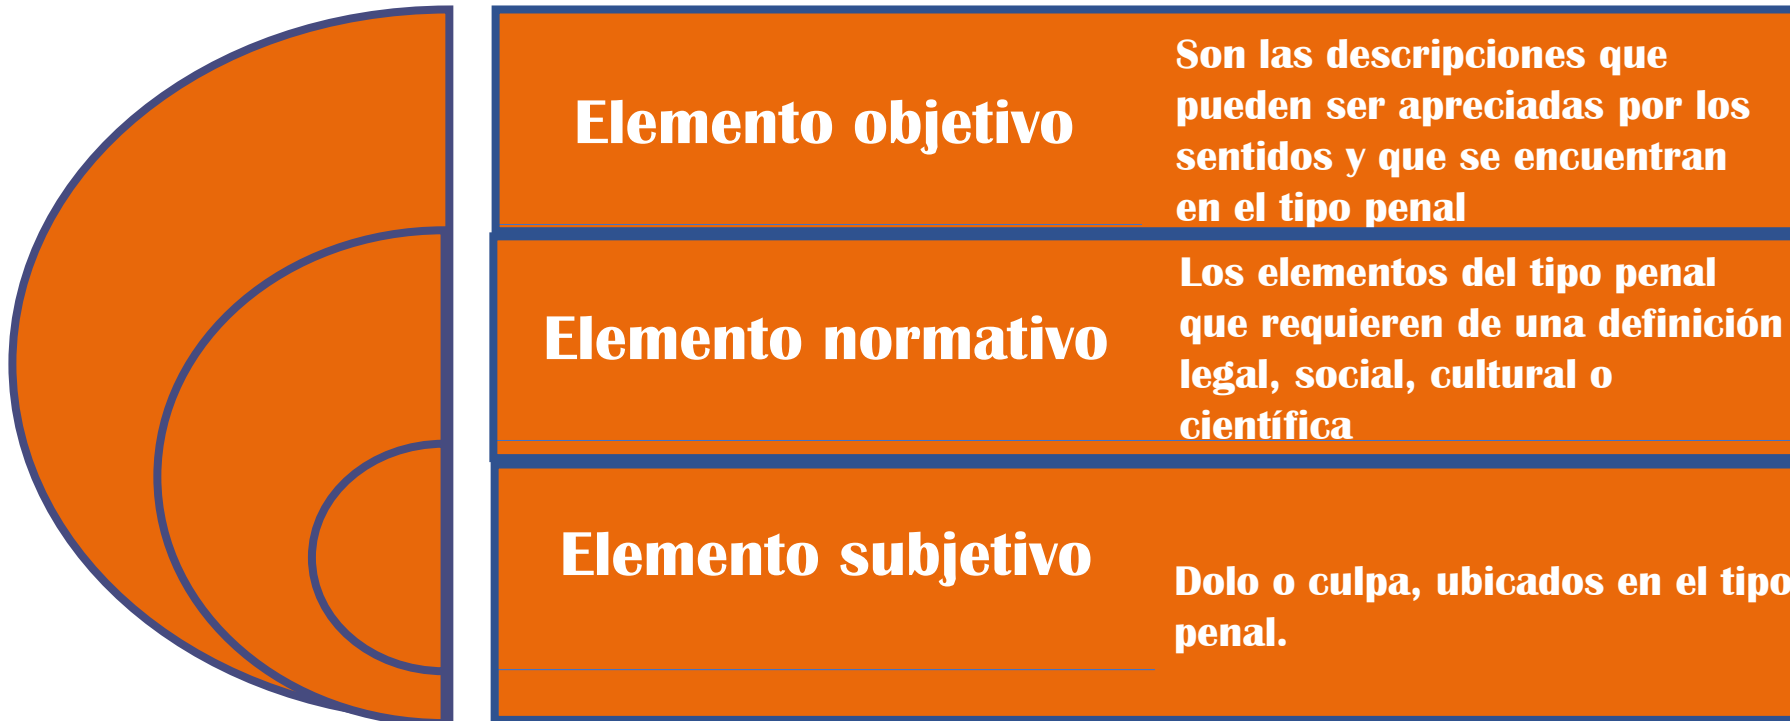 Elemento objetivo
Son las descripciones que
pueden ser apreciadas por los
sentidos y que se encuentran
en el tipo penal
Elemento normativo
Los elementos del tipo penal
que requieren de una definición
legal, social, cultural o
científica
Elemento subjetivo
Dolo o culpa, ubicados en el tipo
penal.